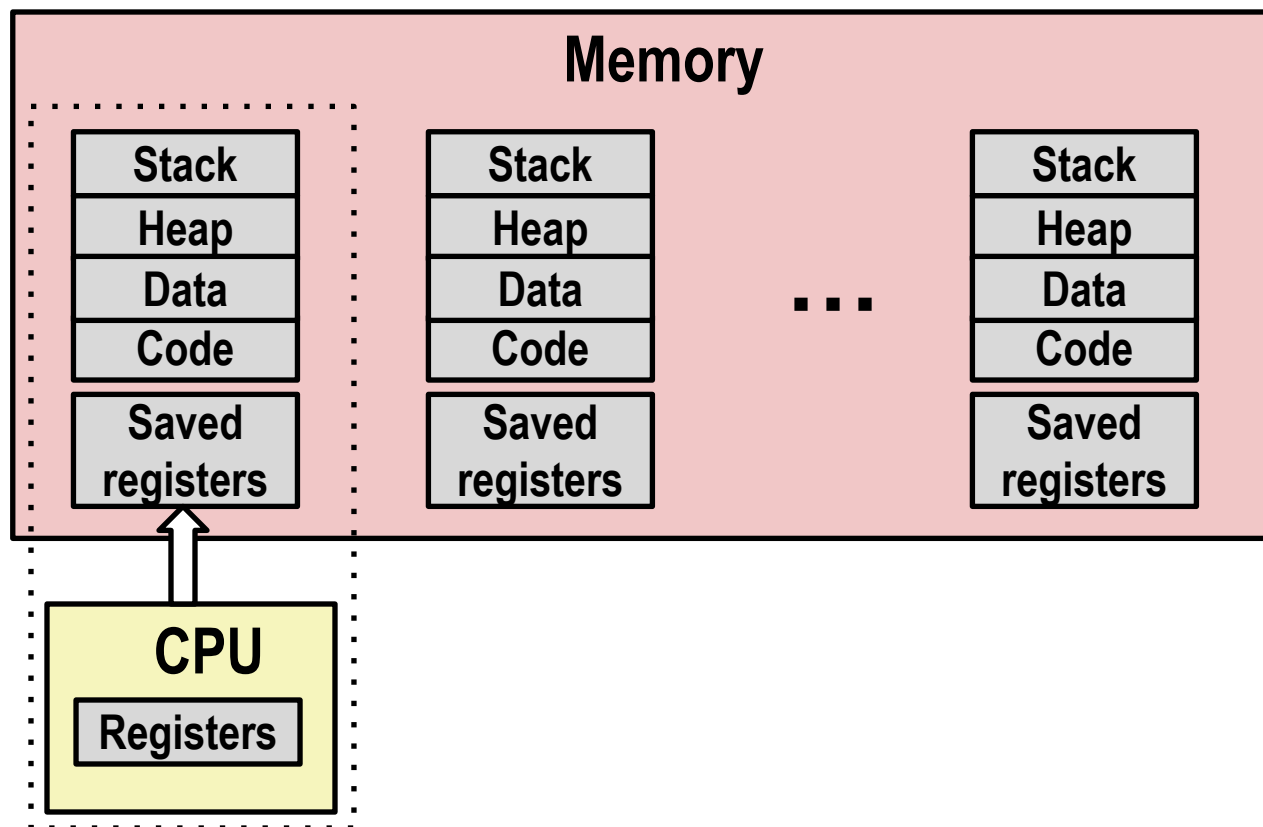 Memory
Stack
Heap
Data
Code
Saved
registers
Stack
Heap
Data
Code
Saved
registers
...
Stack
Heap
Data
Code
Saved
registers
CPU
Registers